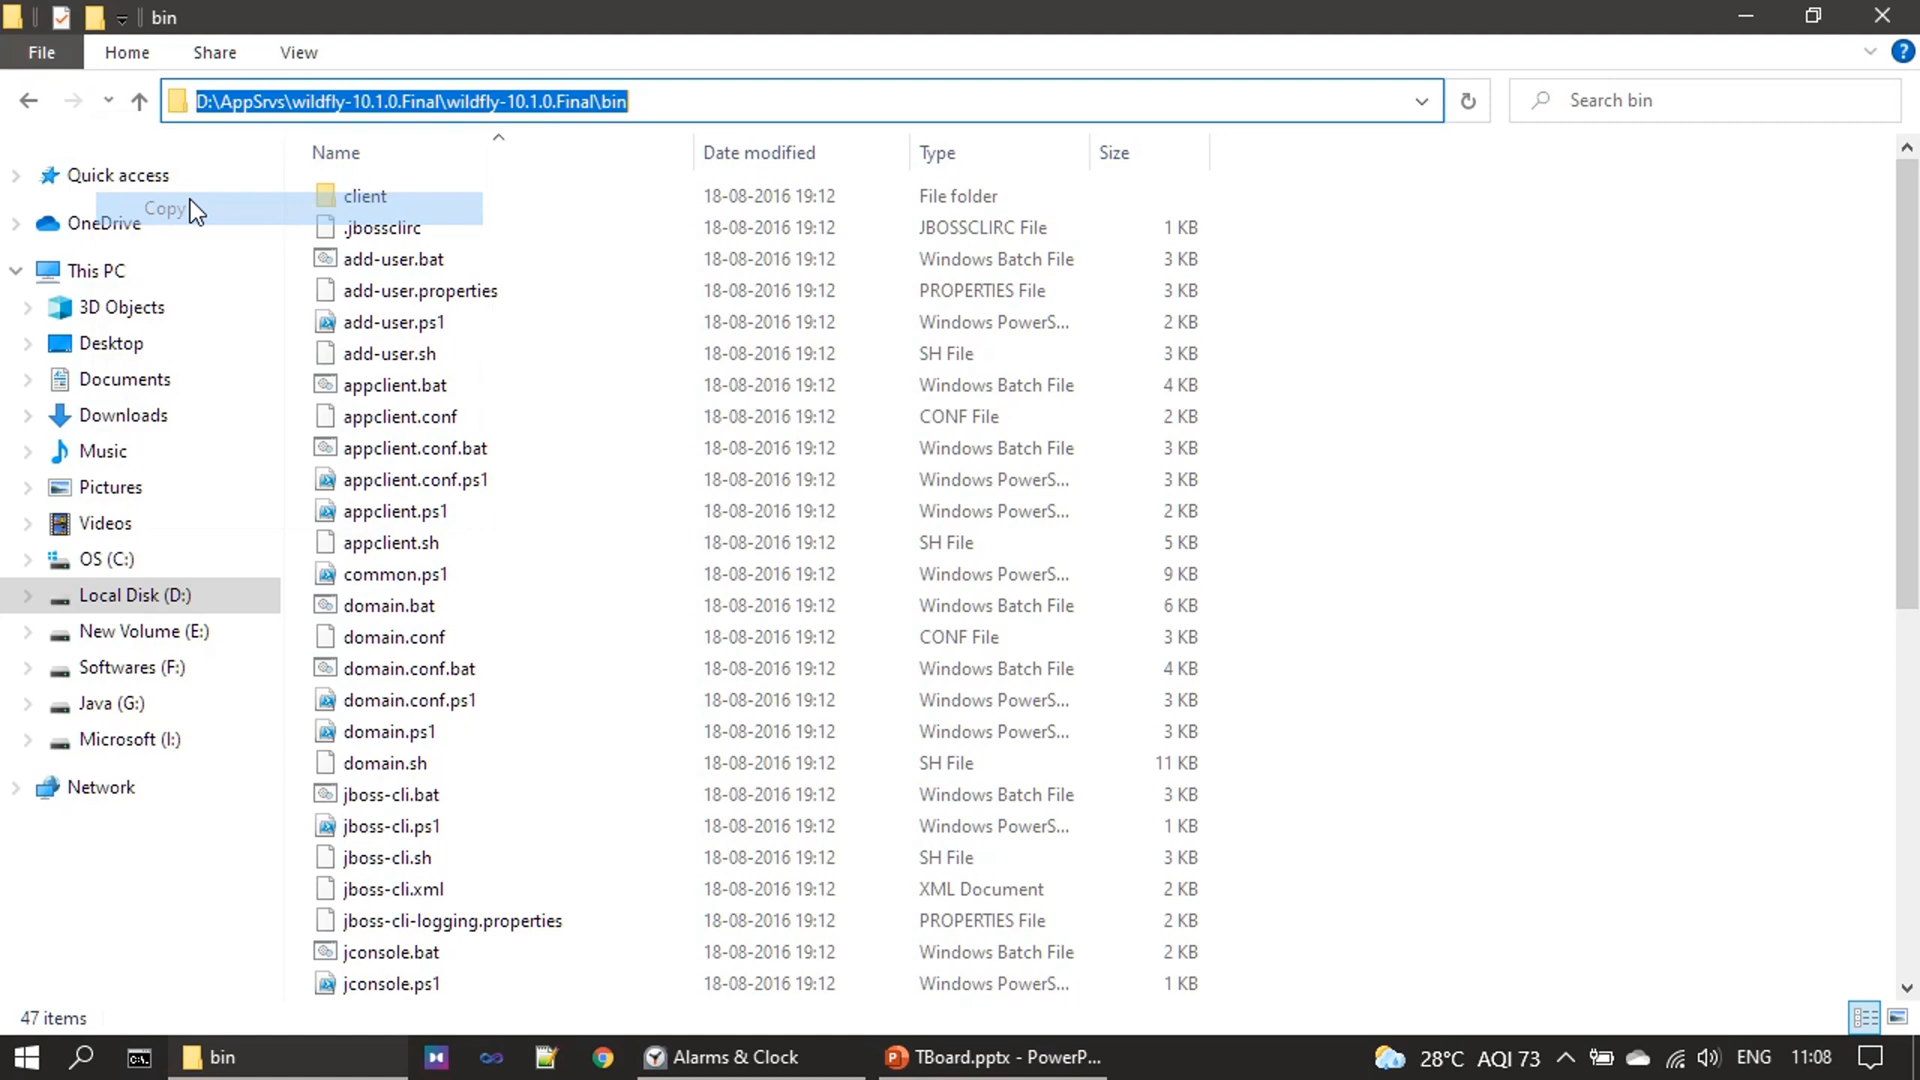 bin
File Home Share View
D:\AppSrvs\wildfly-10.1.0.Final\wildfly-10.1.0.Final\bin
Search bin
Name Date modified Type Size
Quick access
Copy
OneDrive
This PC
3D Objects
Desktop
Documents
Downloads
Music
Pictures
Videos
OS (C:)
Local Disk (D:)
New Volume (E:)
Softwares (F:)
Java (G:)
Microsoft (I:)
Network
client 18-08-2016 19:12 File folder
.jbossclirc 18-08-2016 19:12 JBOSSCLIRC File 1 KB
add-user.bat 18-08-2016 19:12 Windows Batch File 3 KB
add-user.properties 18-08-2016 19:12 PROPERTIES File 3 KB
add-user.ps1 18-08-2016 19:12 Windows PowerS... 2 KB
add-user.sh 18-08-2016 19:12 SH File 3 KB
appclient.bat 18-08-2016 19:12 Windows Batch File 4 KB
appclient.conf 18-08-2016 19:12 CONF File 2 KB
appclient.conf.bat 18-08-2016 19:12 Windows Batch File 3 KB
appclient.conf.ps1 18-08-2016 19:12 Windows PowerS... 3 KB
appclient.ps1 18-08-2016 19:12 Windows PowerS... 2 KB
appclient.sh 18-08-2016 19:12 SH File 5 KB
common.ps1 18-08-2016 19:12 Windows PowerS... 9 KB
domain.bat 18-08-2016 19:12 Windows Batch File 6 KB
domain.conf 18-08-2016 19:12 CONF File 3 KB
domain.conf.bat 18-08-2016 19:12 Windows Batch File 4 KB
domain.conf.ps1 18-08-2016 19:12 Windows PowerS... 3 KB
domain.ps1 18-08-2016 19:12 Windows PowerS... 3 KB
domain.sh 18-08-2016 19:12 SH File 11 KB
jboss-cli.bat 18-08-2016 19:12 Windows Batch File 3 KB
jboss-cli.ps1 18-08-2016 19:12 Windows PowerS... 1 KB
jboss-cli.sh 18-08-2016 19:12 SH File 3 KB
jboss-cli.xml 18-08-2016 19:12 XML Document 2 KB
jboss-cli-logging.properties 18-08-2016 19:12 PROPERTIES File 2 KB
jconsole.bat 18-08-2016 19:12 Windows Batch File 2 KB
jconsole.ps1 18-08-2016 19:12 Windows PowerS... 1 KB
47 items
bin Alarms & Clock TBoard.pptx - PowerP... 28°C AQI 73 ENG 11:08